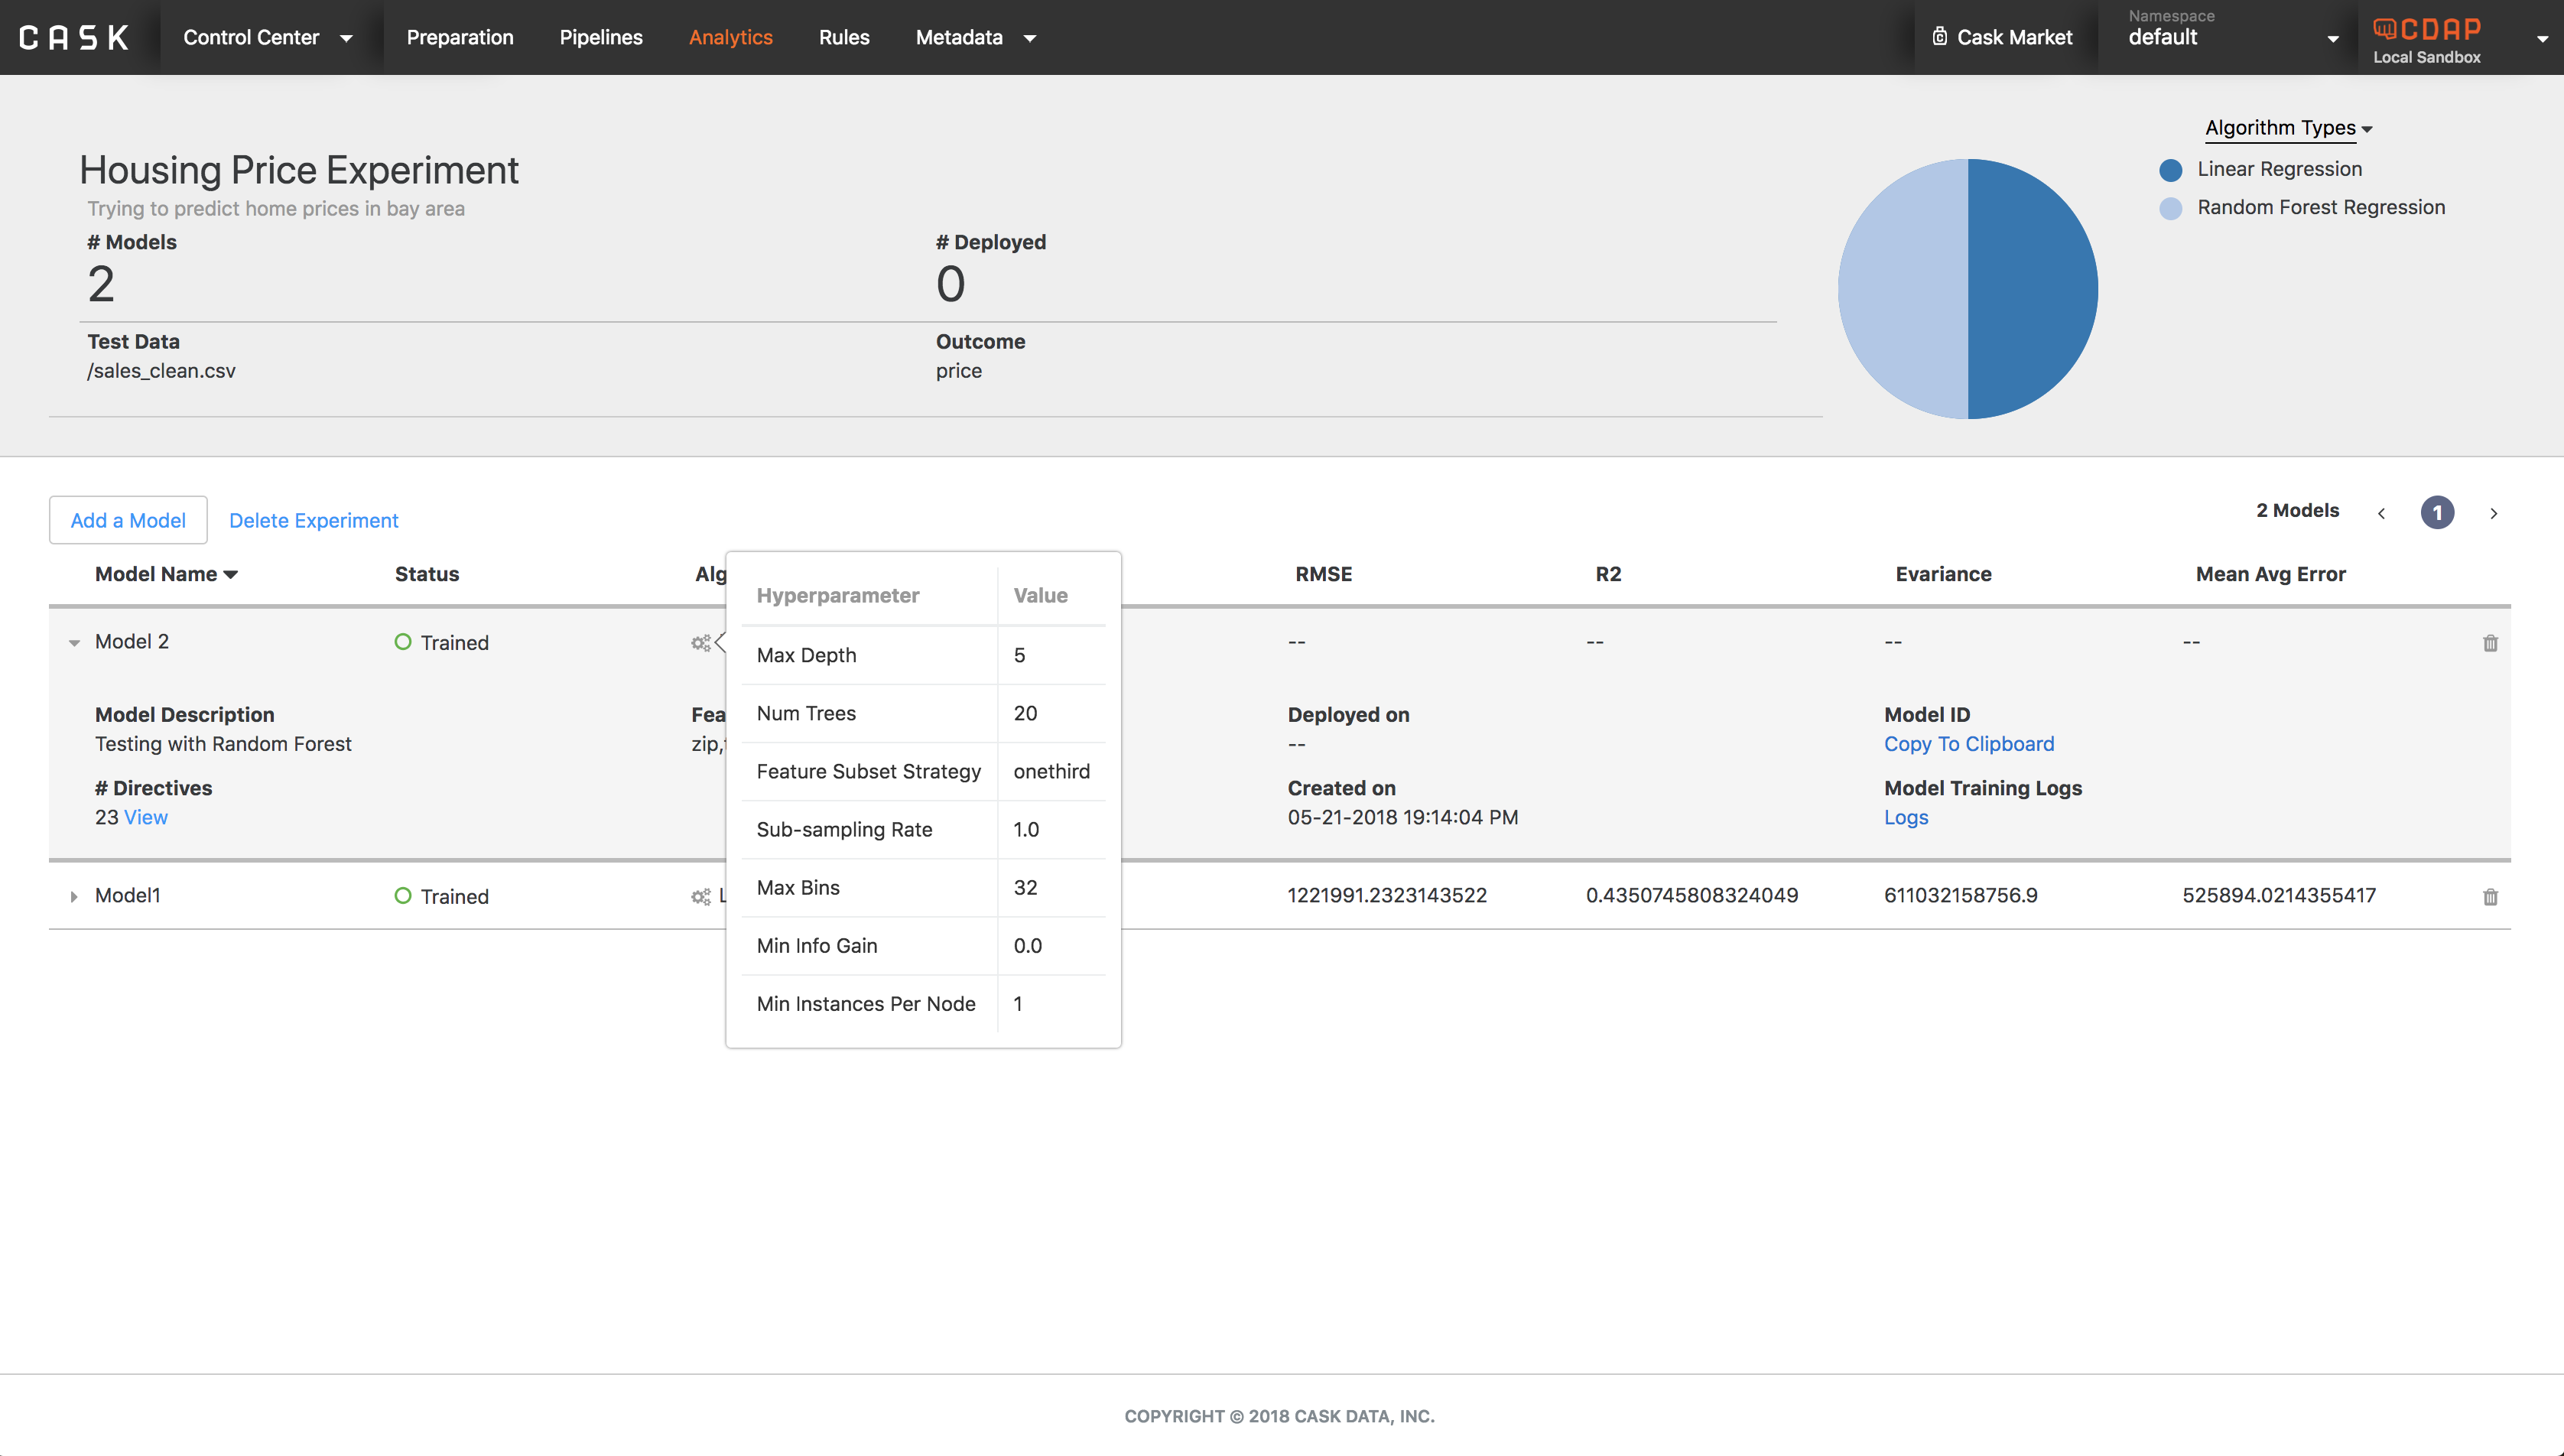 CASK Control Center Preparation Pipelines Analytics Rules Metadata Cask Market Namespace default CDAP Local Sandbox
Algorithm Types
Linear Regression
Random Forest Regression
Housing Price Experiment
Trying to predict home prices in bay area
# Models # Deployed
2 0
Test Data Outcome
/sales_clean.csv price
Add a Model Delete Experiment 2 Models 1
Model Name Status Alg RMSE R2 Evariance Mean Avg Error
Model 2 Trained -- -- -- --
Model Description Fea Deployed on Model ID
Testing with Random Forest zip, -- Copy To Clipboard
# Directives Created on Model Training Logs
23 View 05-21-2018 19:14:04 PM Logs
Model1 Trained L 1221991.2323143522 0.4350745808324049 611032158756.9 525894.0214355417
Hyperparameter Value
Max Depth 5
Num Trees 20
Feature Subset Strategy onethird
Sub-sampling Rate 1.0
Max Bins 32
Min Info Gain 0.0
Min Instances Per Node 1
COPYRIGHT © 2018 CASK DATA, INC.